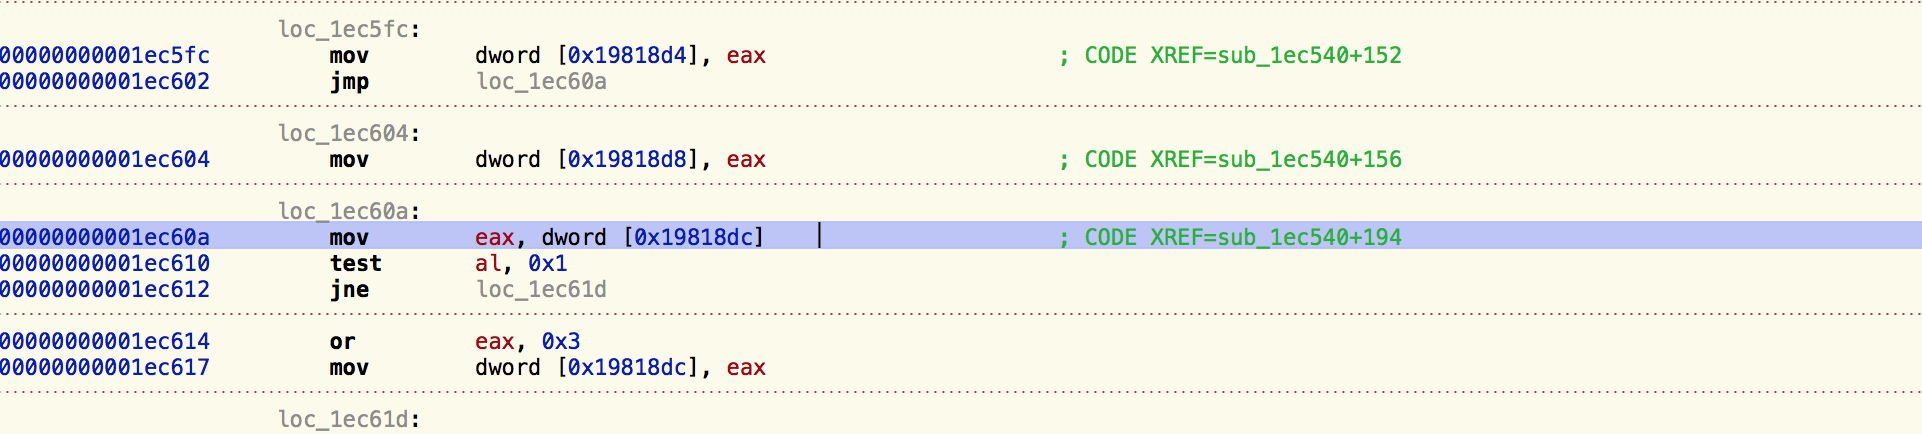 loc_1ec5fc:
00000000001ec5fc mov dword [0x19818d4], eax ; CODE XREF=sub_1ec540+152
00000000001ec602 jmp loc_1ec60a
loc_1ec604:
00000000001ec604 mov dword [0x19818d8], eax ; CODE XREF=sub_1ec540+156
loc_1ec60a:
00000000001ec60a mov eax, dword [0x19818dc] ; CODE XREF=sub_1ec540+194
00000000001ec610 test al, 0x1
00000000001ec612 jne loc_1ec61d
00000000001ec614 or eax, 0x3
00000000001ec617 mov dword [0x19818dc], eax
loc_1ec61d: